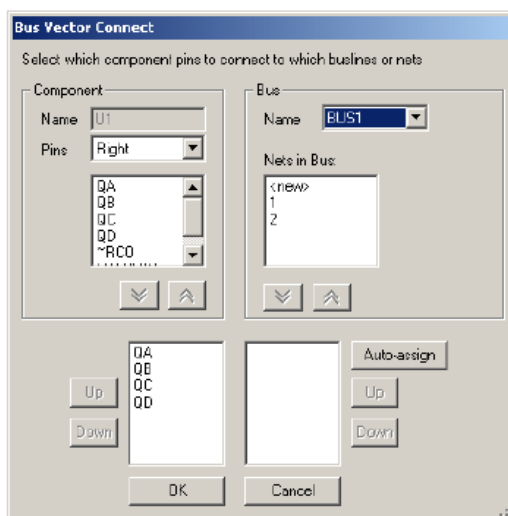 Bus Vector Connect
Select which component pins to connect to which buslines or nets
Component
Name U1
Pins Right
QA
QB
QC
QD
~RCO
Bus
Name BUS1
Nets in Bus:
<new>
1
2
QA
QB
QC
QD
Up
Down
Auto-assign
Up
Down
OK
Cancel